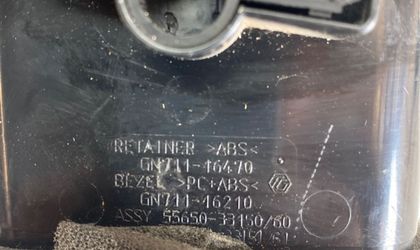 RETAINER >ABS<
GN711-46470
BEZEL >PC+ABS<
GN711-46210
ASSY 55650-33150/60